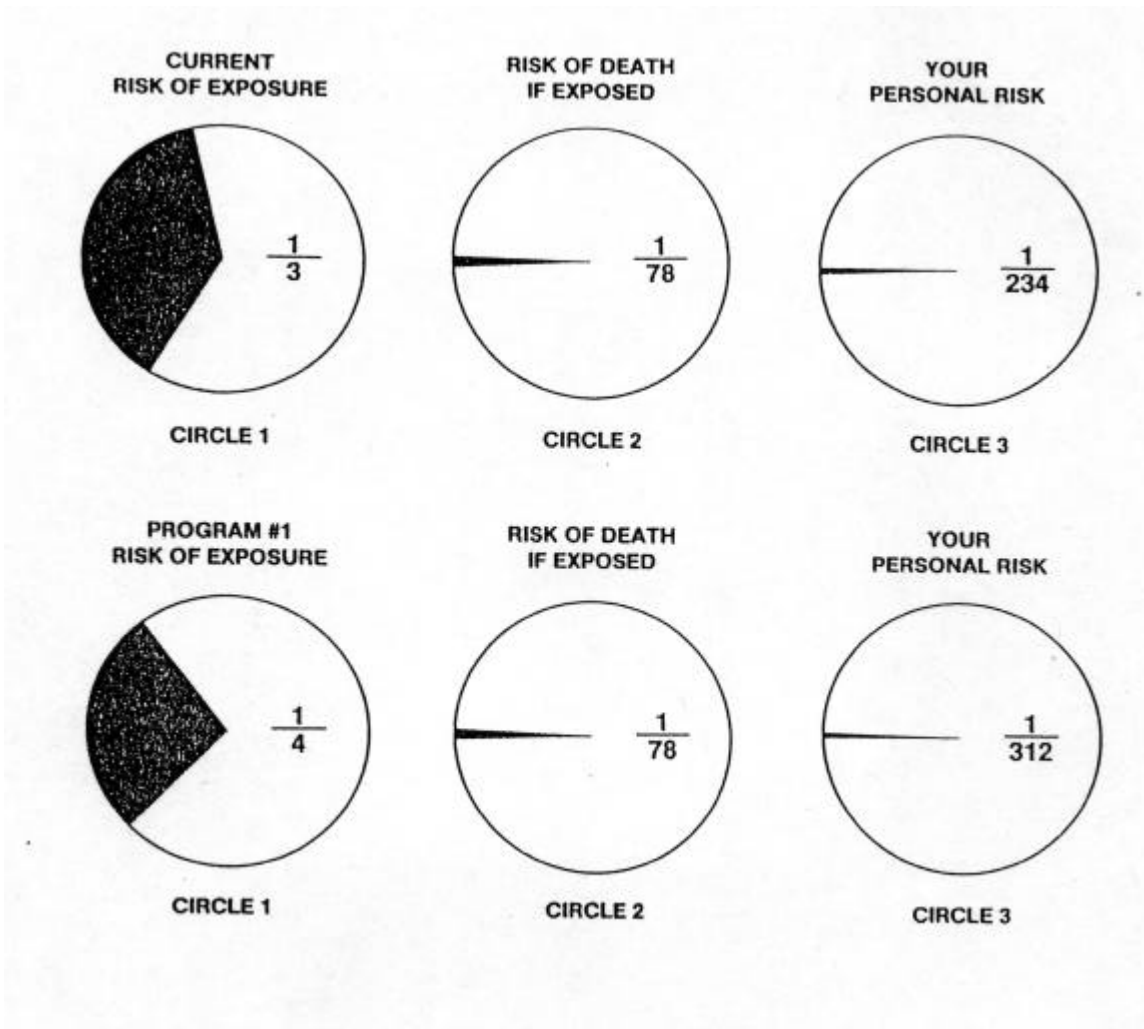 CURRENT
RISK OF EXPOSURE
RISK OF DEATH
IF EXPOSED
YOUR
PERSONAL RISK
1
3
1
78
1
234
CIRCLE 1
CIRCLE 2
CIRCLE 3
PROGRAM #1
RISK OF EXPOSURE
RISK OF DEATH
IF EXPOSED
YOUR
PERSONAL RISK
1
4
1
78
1
312
CIRCLE 1
CIRCLE 2
CIRCLE 3